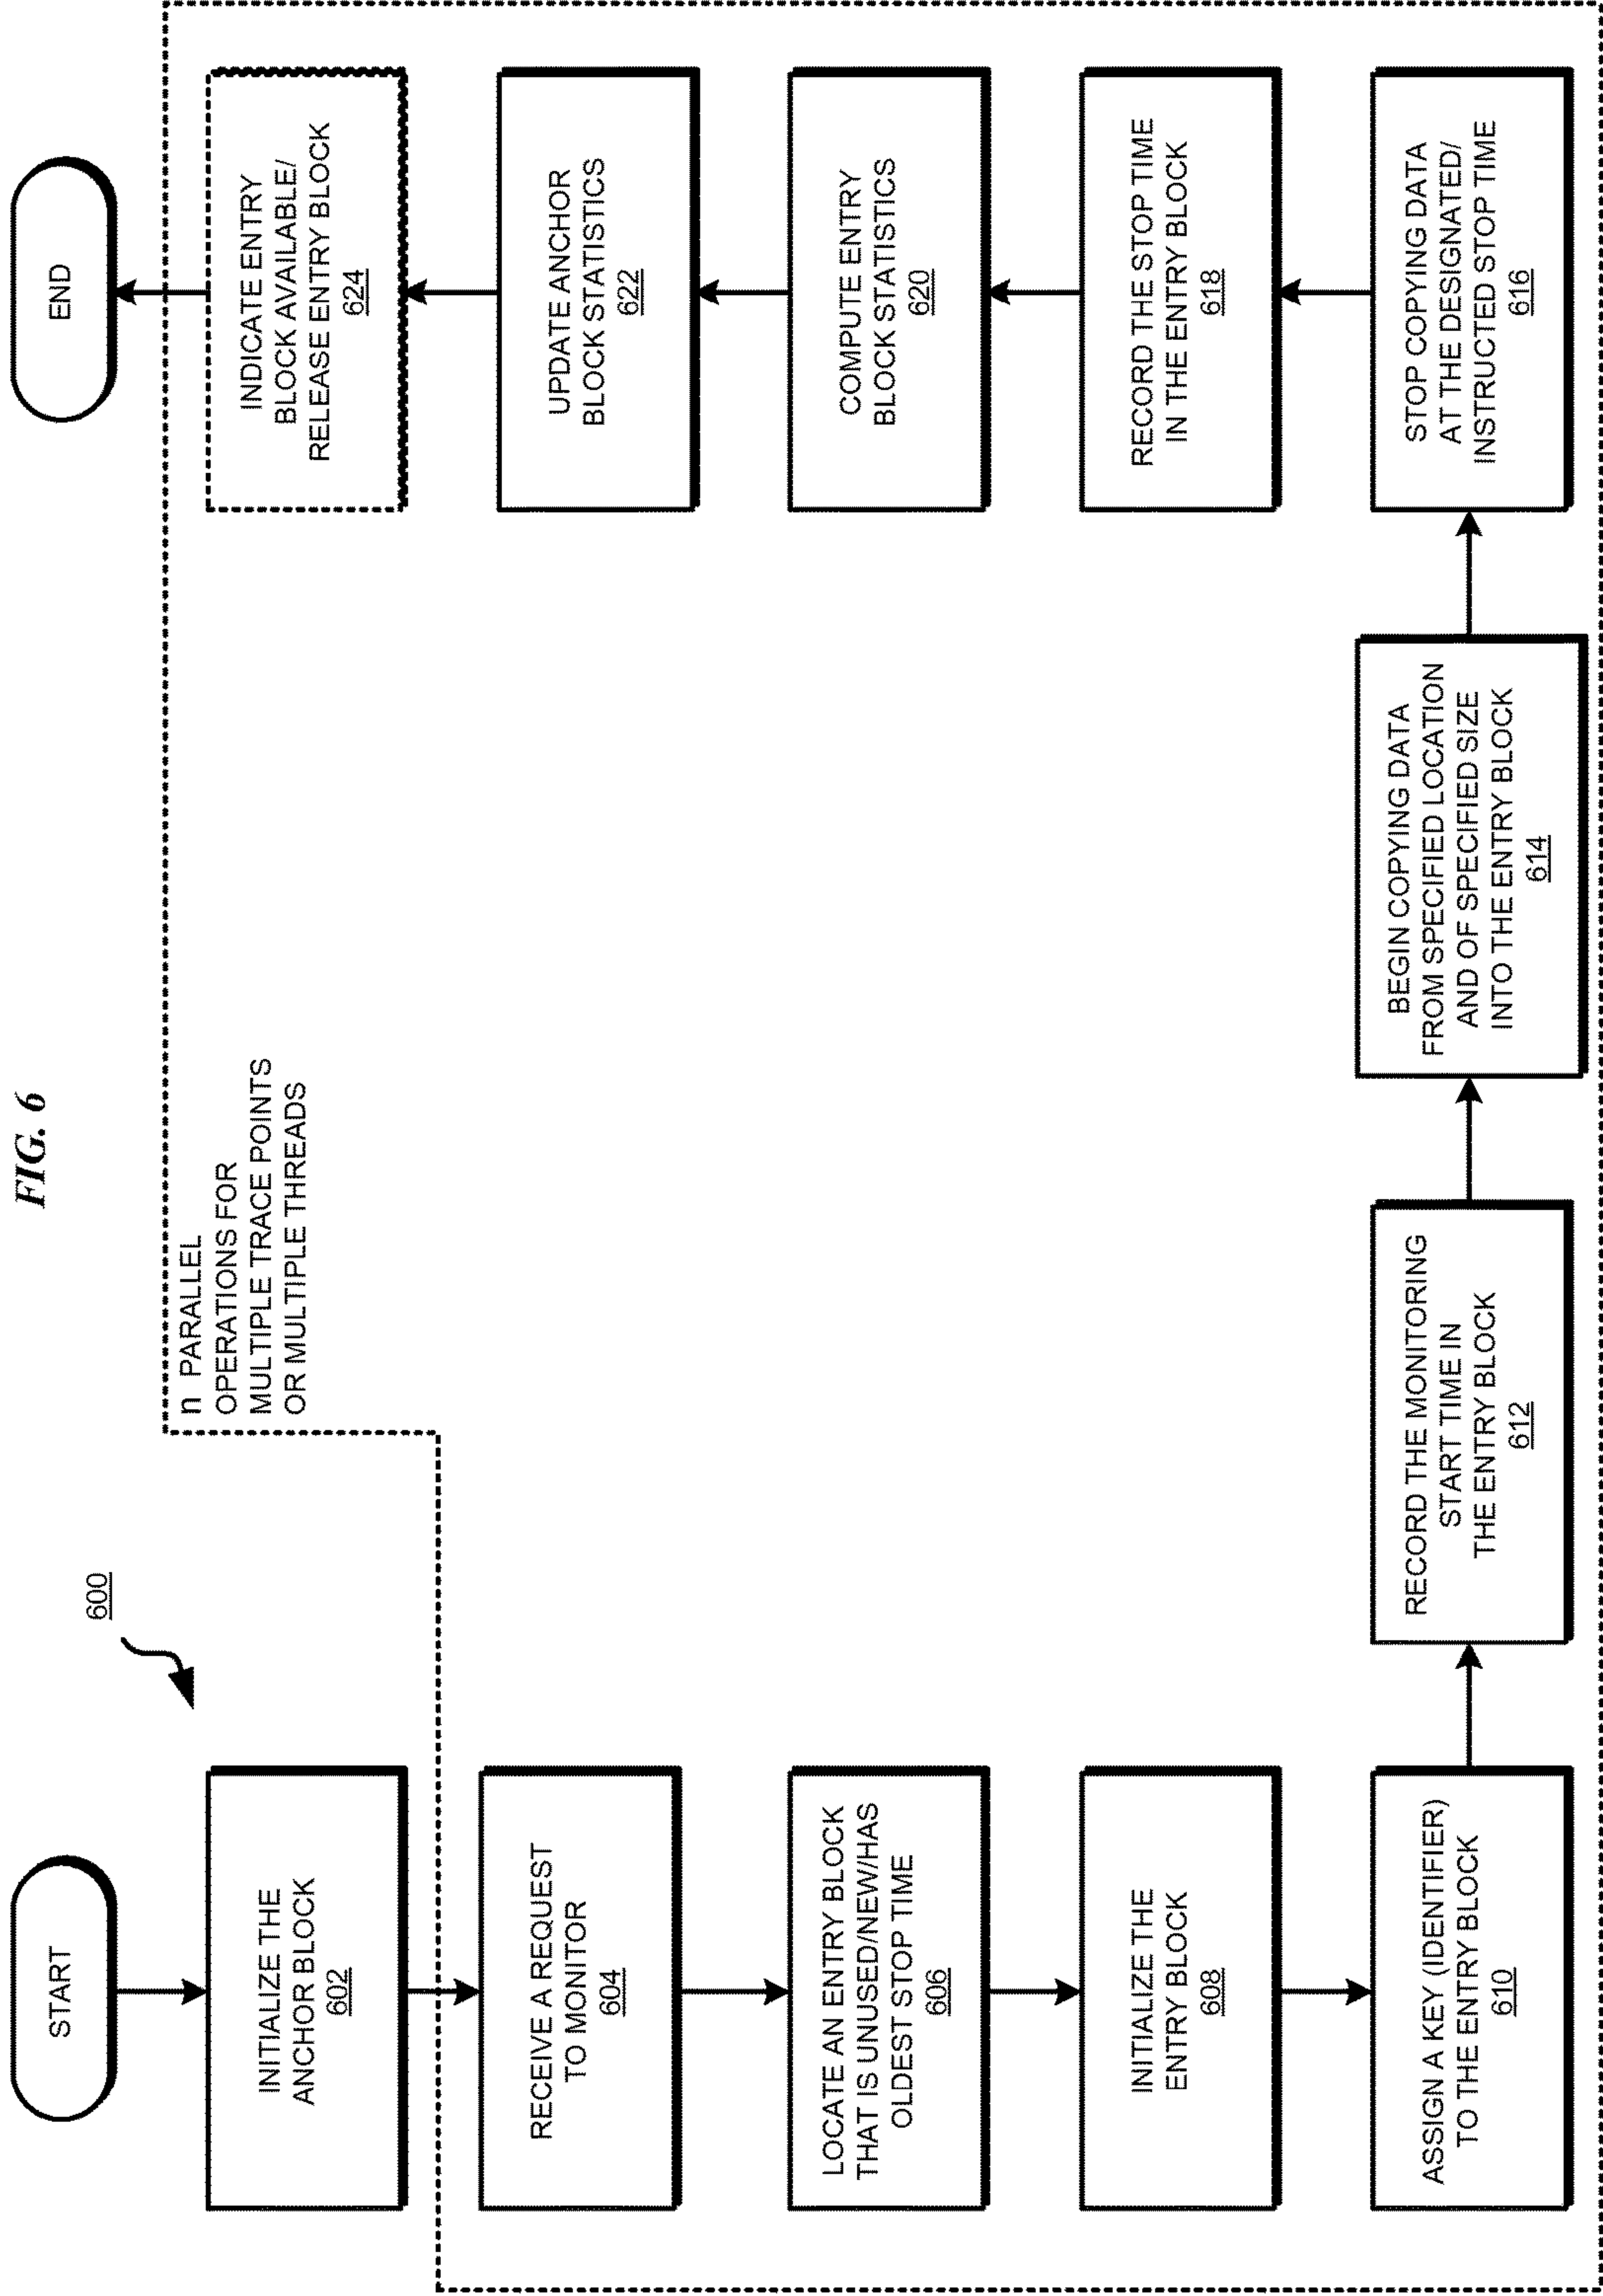 FIG. 6
600
START
INITIALIZE THE
ANCHOR BLOCK
602
n PARALLEL
OPERATIONS FOR
MULTIPLE TRACE POINTS
OR MULTIPLE THREADS
RECEIVE A REQUEST
TO MONITOR
604
LOCATE AN ENTRY BLOCK
THAT IS UNUSED/NEW/HAS
OLDEST STOP TIME
606
INITIALIZE THE
ENTRY BLOCK
608
ASSIGN A KEY (IDENTIFIER)
TO THE ENTRY BLOCK
610
RECORD THE MONITORING
START TIME IN
THE ENTRY BLOCK
612
BEGIN COPYING DATA
FROM SPECIFIED LOCATION
AND OF SPECIFIED SIZE
INTO THE ENTRY BLOCK
614
STOP COPYING DATA
AT THE DESIGNATED/
INSTRUCTED STOP TIME
616
RECORD THE STOP TIME
IN THE ENTRY BLOCK
618
COMPUTE ENTRY
BLOCK STATISTICS
620
UPDATE ANCHOR
BLOCK STATISTICS
622
INDICATE ENTRY
BLOCK AVAILABLE/
RELEASE ENTRY BLOCK
624
END